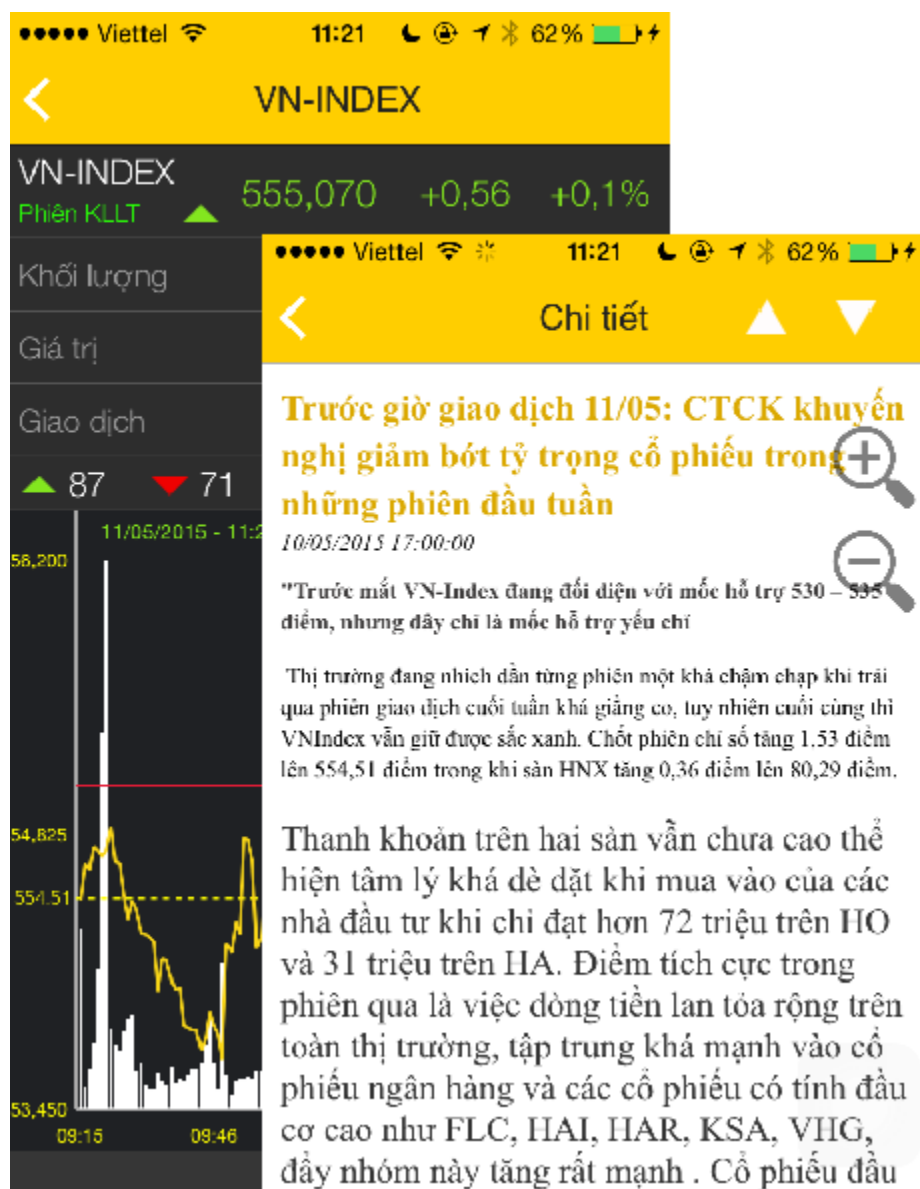 Viettel 11:21 62%
VN-INDEX
VN-INDEX
Phiên KLLT 555,070 +0,56 +0,1%
Khối lượng
Giá trị
Giao dịch
87 71
11/05/2015 - 11:2
56,200
54,825
554.51
53,450
09:15 09:46
Viettel 11:21 62%
Chi tiết
Trước giờ giao dịch 11/05: CTCK khuyến
nghị giảm bớt tỷ trọng cổ phiếu trong
những phiên đầu tuần
10/05/2015 17:00:00
"Trước mắt VN-Index đang đối diện với mốc hỗ trợ 530 – 535
điểm, nhưng đây chỉ là mốc hỗ trợ yếu chỉ
Thị trường đang nhích dần từng phiên một khá chậm chạp khi trải
qua phiên giao dịch cuối tuần khá giằng co, tuy nhiên cuối cùng thì
VNIndex vẫn giữ được sắc xanh. Chốt phiên chỉ số tăng 1.53 điểm
lên 554,51 điểm trong khi sàn HNX tăng 0,36 điểm lên 80,29 điểm.
Thanh khoản trên hai sàn vẫn chưa cao thể
hiện tâm lý khá dè dặt khi mua vào của các
nhà đầu tư khi chỉ đạt hơn 72 triệu trên HO
và 31 triệu trên HA. Điểm tích cực trong
phiên qua là việc dòng tiền lan tỏa rộng trên
toàn thị trường, tập trung khá mạnh vào cổ
phiếu ngân hàng và các cổ phiếu có tính đầu
cơ cao như FLC, HAI, HAR, KSA, VHG,
đẩy nhóm này tăng rất mạnh . Cổ phiếu đầu